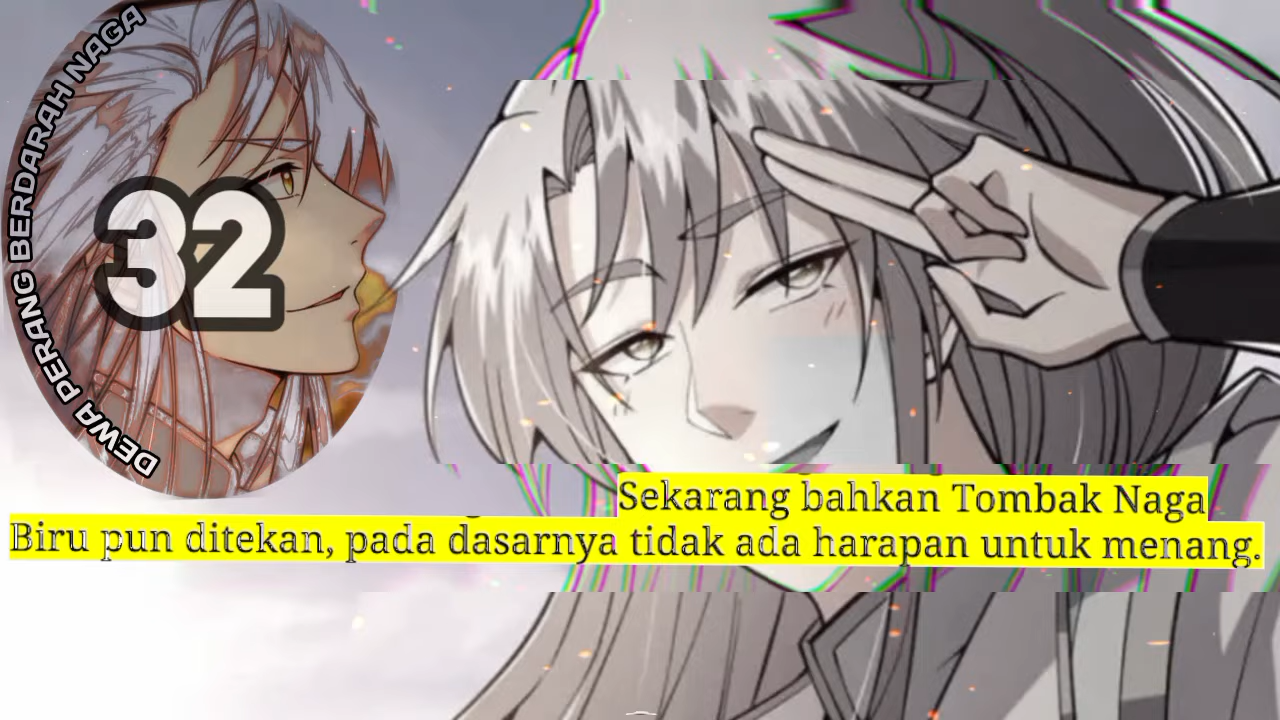 DEWA PERANG BERDARAH NAGA
32
Sekarang bahkan Tombak Naga
Biru pun ditekan, pada dasarnya tidak ada harapan untuk menang.